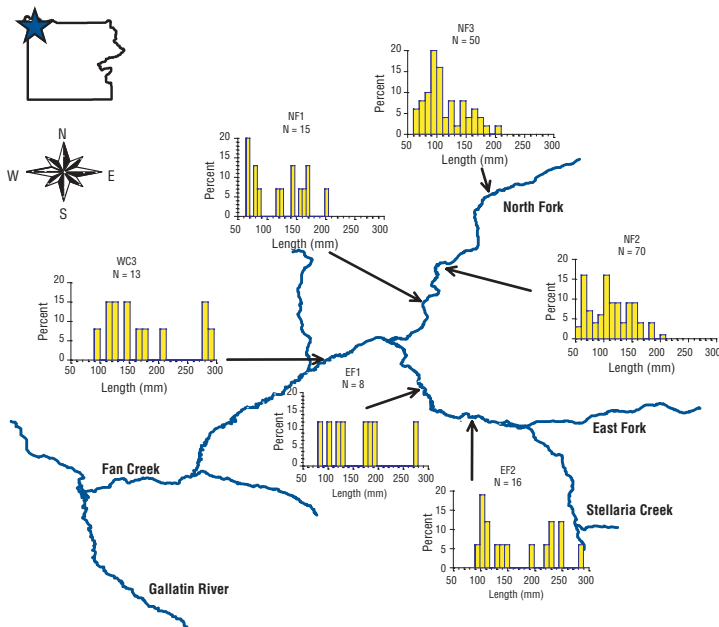 NF3
N = 50
20
15
10
5
0
Percent
50 100 150 200 250 300
Length (mm)
NF1
N = 15
20
15
10
5
0
Percent
50 100 150 200 250 300
Length (mm)
N
W E
S
North Fork
WC3
N = 13
20
15
10
5
0
Percent
50 100 150 200 250 300
Length (mm)
NF2
N = 70
20
15
10
5
0
Percent
50 100 150 200 250 300
Length (mm)
EF1
N = 8
20
15
10
5
0
Percent
50 100 150 200 250 300
Length (mm)
East Fork
Fan Creek
EF2
N = 16
20
15
10
5
0
Percent
50 100 150 200 250 300
Length (mm)
Stellaria Creek
Gallatin River